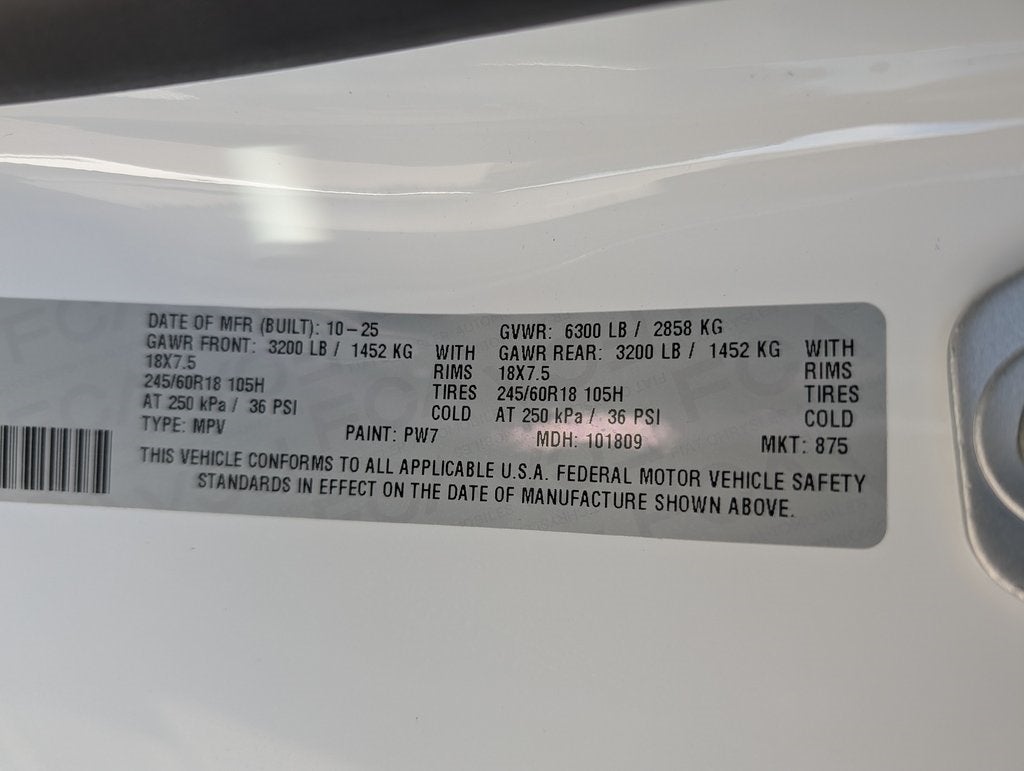 DATE OF MFR (BUILT): 10-25 GVWR: 6300 LB / 2858 KG
GAWR FRONT: 3200 LB / 1452 KG WITH GAWR REAR: 3200 LB / 1452 KG WITH
18X7.5 RIMS 18X7.5 RIMS
245/60R18 105H TIRES 245/60R18 105H TIRES
AT 250 kPa / 36 PSI COLD AT 250 kPa / 36 PSI COLD
TYPE: MPV PAINT: PW7 MDH: 101809 MKT: 875
THIS VEHICLE CONFORMS TO ALL APPLICABLE U.S.A. FEDERAL MOTOR VEHICLE SAFETY
STANDARDS IN EFFECT ON THE DATE OF MANUFACTURE SHOWN ABOVE.